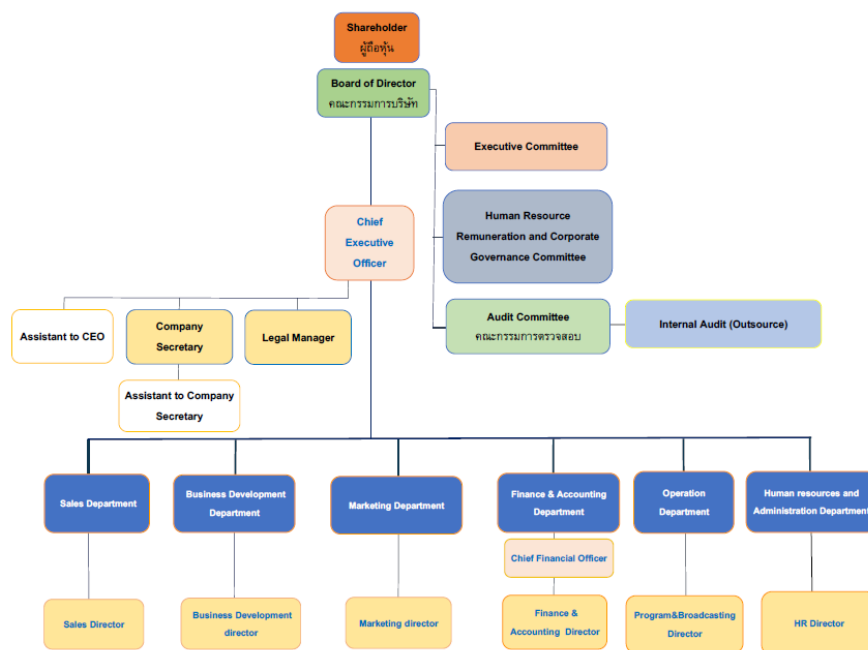 Shareholder
ผู้ถือหุ้น
Board of Director
คณะกรรมการบริษัท
Executive Committee
Human Resource
Remuneration and Corporate
Governance Committee
Chief
Executive
Officer
Audit Committee
คณะกรรมการตรวจสอบ
Internal Audit (Outsource)
Assistant to CEO
Company
Secretary
Legal Manager
Assistant to Company
Secretary
Sales Department
Business Development
Department
Marketing Department
Finance & Accounting
Department
Operation
Department
Human resources and
Administration Department
Chief Financial Officer
Sales Director
Business Development
director
Marketing director
Finance &
Accounting Director
Program&Broadcasting
Director
HR Director